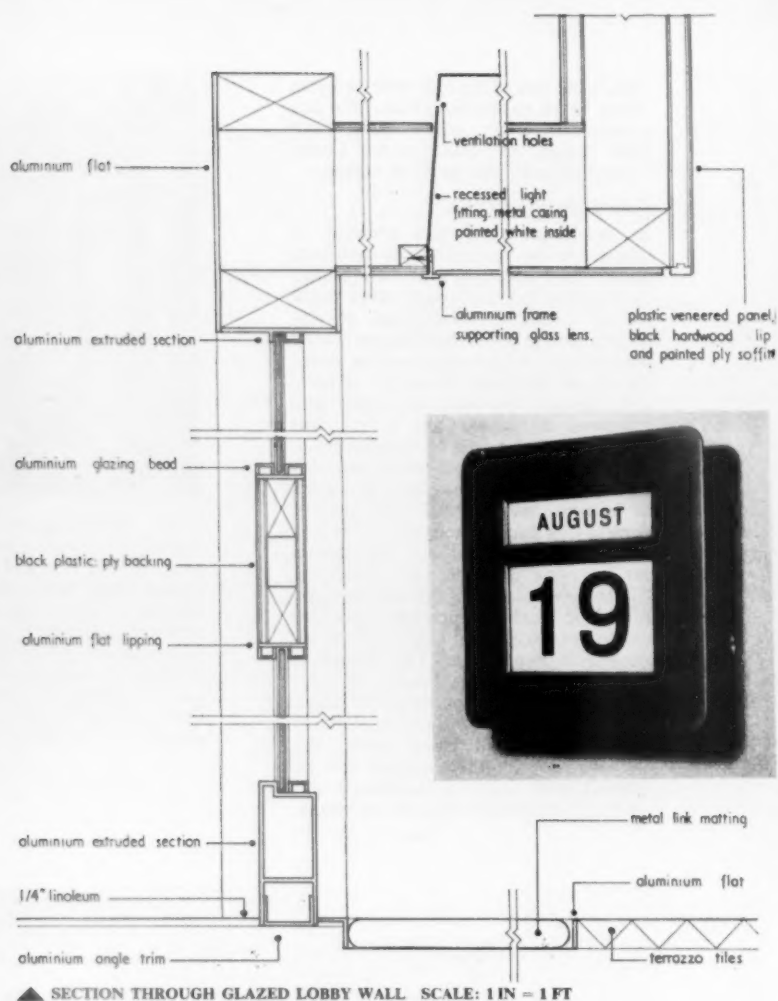 ventilation holes
aluminium flat
recessed light
fitting. metal casing
painted white inside
aluminium frame
supporting glass lens.
plastic veneered panel,
black hardwood lip
and painted ply soffit
aluminium extruded section
aluminium glazing bead
AUGUST
19
black plastic: ply backing
aluminium flat lipping
metal link matting
aluminium extruded section
aluminium flat
1/4" linoleum
aluminium angle trim
terrazzo tiles
SECTION THROUGH GLAZED LOBBY WALL SCALE: 1 IN = 1 FT